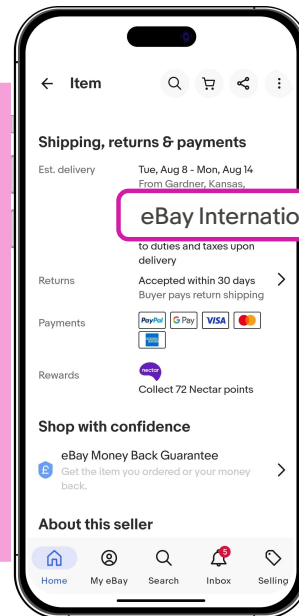 Item
Shipping, returns & payments
Est. delivery
Tue, Aug 8 - Mon, Aug 14
From Gardner, Kansas,
eBay Internatio
to duties and taxes upon
delivery
Returns
Accepted within 30 days
Buyer pays return shipping
Payments
PayPal G Pay VISA
Rewards
nectar
Collect 72 Nectar points
Shop with confidence
eBay Money Back Guarantee
£
Get the item you ordered or your money
back.
About this seller
5
Home My eBay Search Inbox Selling